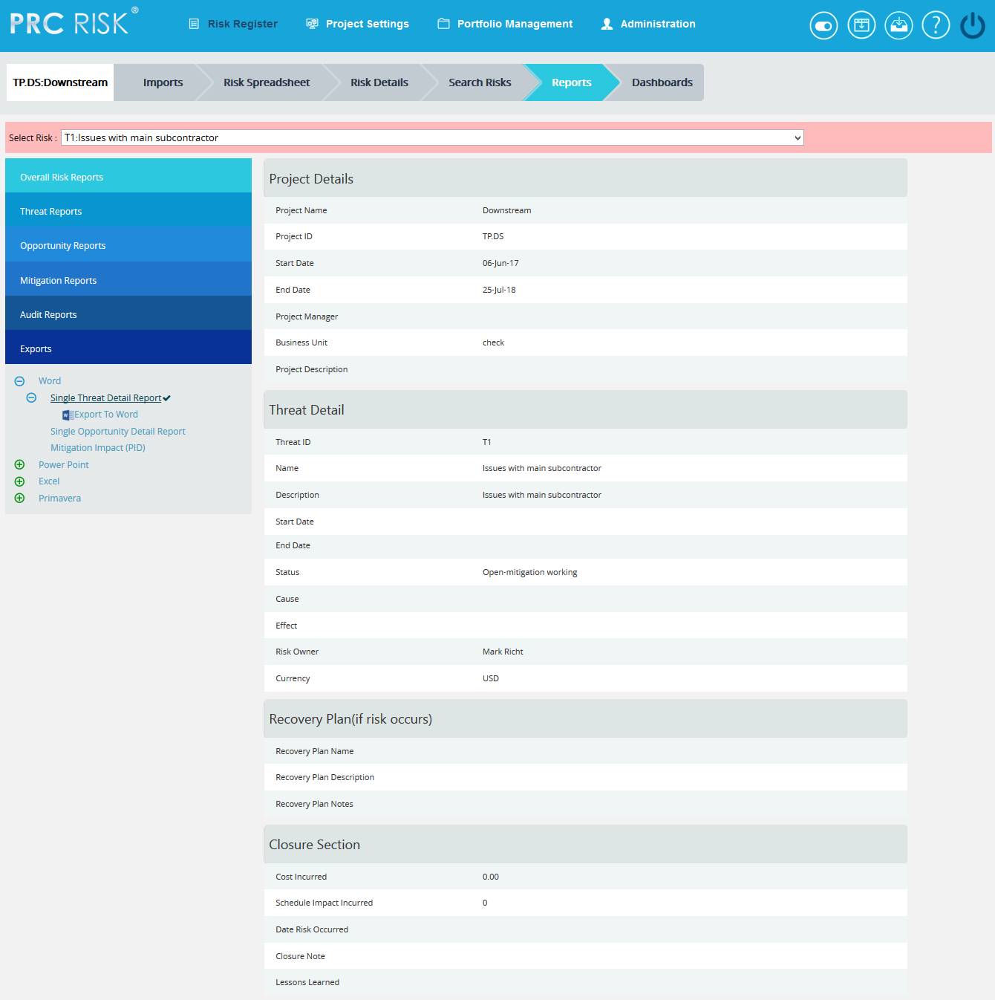 PRC RISK®
Risk Register
Project Settings
Portfolio Management
Administration
?
TP.DS:Downstream
Imports
Risk Spreadsheet
Risk Details
Search Risks
Reports
Dashboards
Select Risk : T1:Issues with main subcontractor
Overall Risk Reports
Threat Reports
Opportunity Reports
Mitigation Reports
Audit Reports
Exports
Word
Single Threat Detail Report
Export To Word
Single Opportunity Detail Report
Mitigation Impact (PID)
Power Point
Excel
Primavera
Project Details
Project Name Downstream
Project ID TP.DS
Start Date 06-Jun-17
End Date 25-Jul-18
Project Manager
Business Unit check
Project Description
Threat Detail
Threat ID T1
Name Issues with main subcontractor
Description Issues with main subcontractor
Start Date
End Date
Status Open-mitigation working
Cause
Effect
Risk Owner Mark Richt
Currency USD
Recovery Plan(if risk occurs)
Recovery Plan Name
Recovery Plan Description
Recovery Plan Notes
Closure Section
Cost Incurred 0.00
Schedule Impact Incurred 0
Date Risk Occurred
Closure Note
Lessons Learned